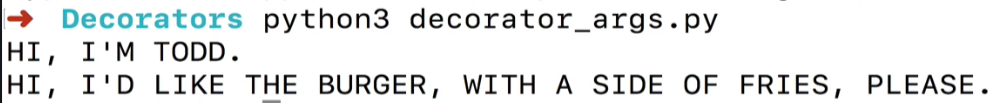 ➜ Decorators python3 decorator_args.py
HI, I'M TODD.
HI, I'D LIKE THE BURGER, WITH A SIDE OF FRIES, PLEASE.